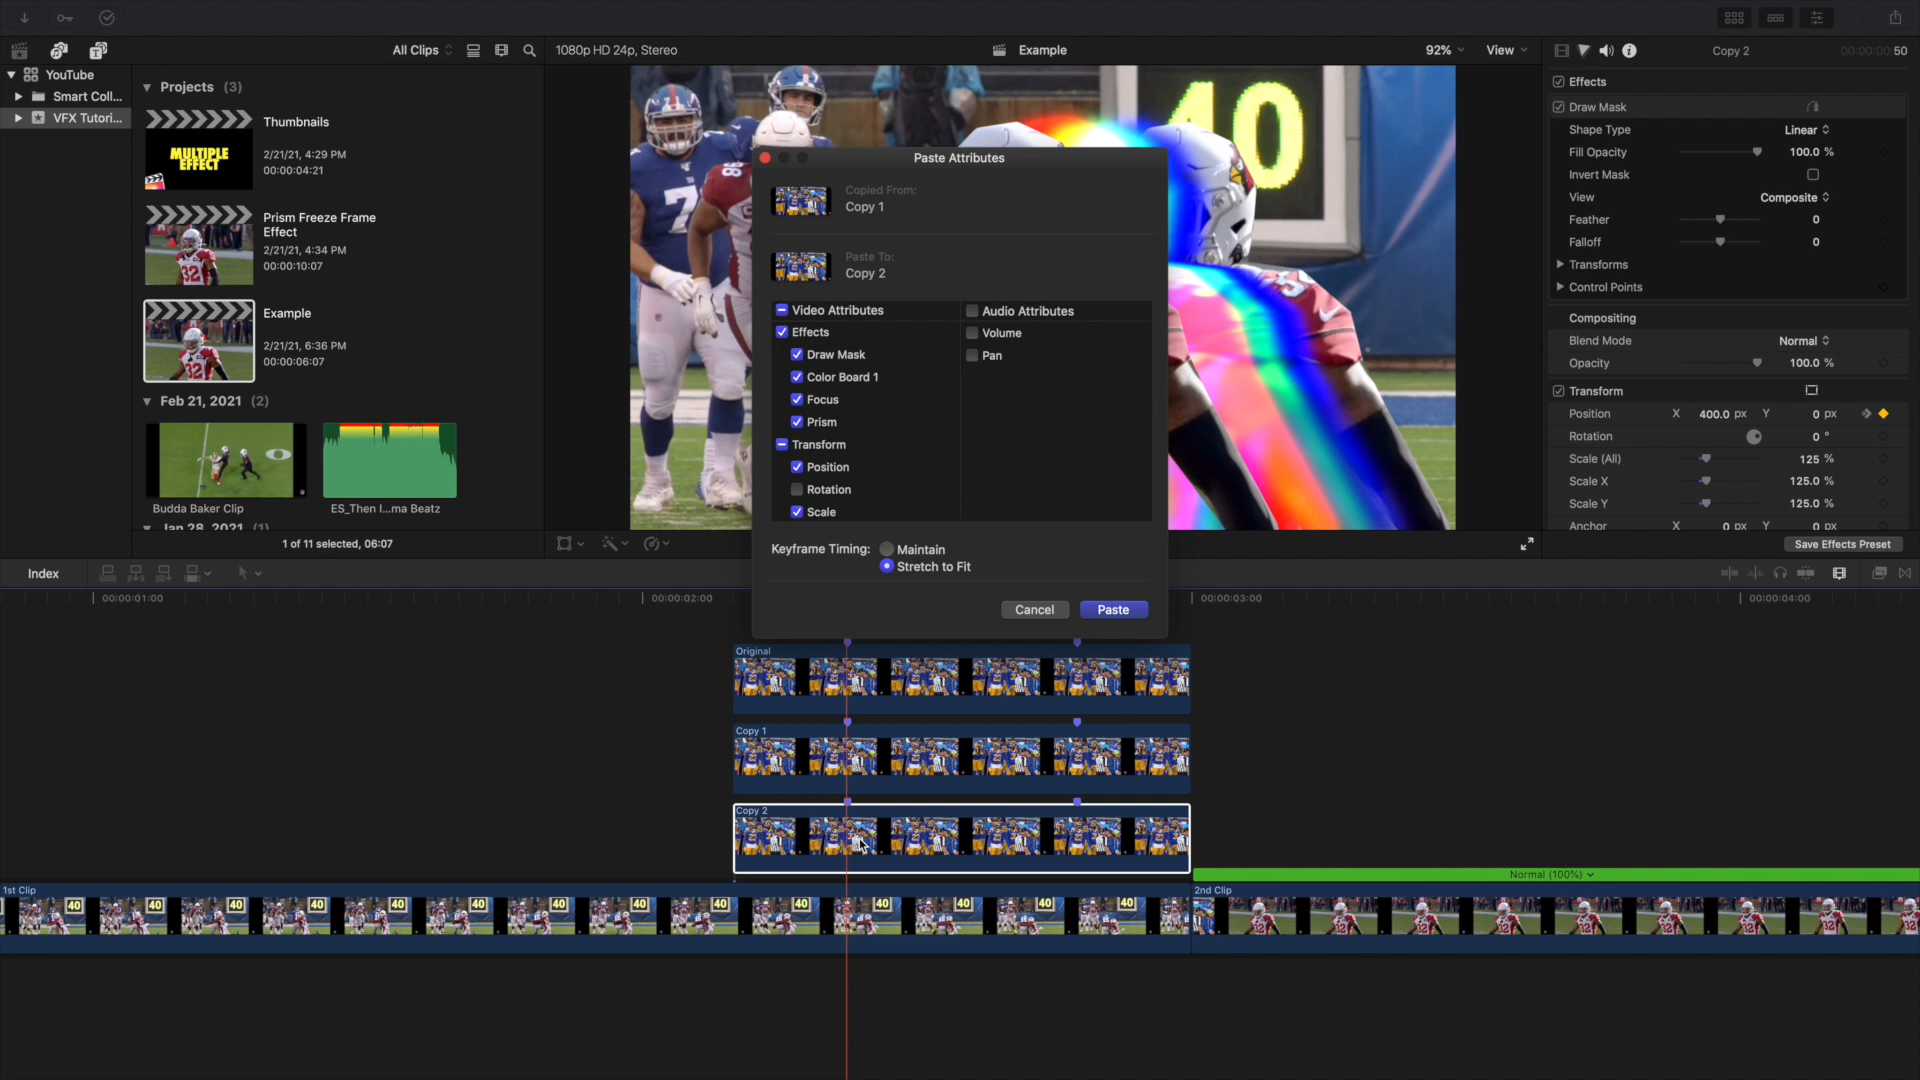 All Clips
1080p HD 24p, Stereo
Example
92%
View
Copy 2
00:00:00:50
YouTube
Smart Coll...
VFX Tutori...
Projects (3)
Thumbnails
2/21/21, 4:29 PM
00:00:04:21
MULTIPLE
EFFECT
Prism Freeze Frame
Effect
2/21/21, 4:34 PM
00:00:10:07
32
Example
2/21/21, 6:36 PM
00:00:06:07
32
Feb 21, 2021 (2)
Budda Baker Clip
ES_Then I...ma Beatz
Jan 28, 2021 (1)
1 of 11 selected, 06:07
40
Paste Attributes
Copied From:
Copy 1
Paste To:
Copy 2
Video Attributes
Effects
Draw Mask
Color Board 1
Focus
Prism
Transform
Position
Rotation
Scale
Audio Attributes
Volume
Pan
Keyframe Timing:
Maintain
Stretch to Fit
Cancel
Paste
Effects
Draw Mask
Shape Type
Linear
Fill Opacity
100.0 %
Invert Mask
View
Composite
Feather
0
Falloff
0
Transforms
Control Points
Compositing
Blend Mode
Normal
Opacity
100.0 %
Transform
Position X 400.0 px Y 0 px
Rotation
0 °
Scale (All)
125 %
Scale X
125.0 %
Scale Y
125.0 %
Anchor X 0 px Y 0 px
Save Effects Preset
Index
00:00:01:00
00:00:02:00
00:00:03:00
00:00:04:00
Original
Copy 1
Copy 2
Normal (100%)
1st Clip
2nd Clip